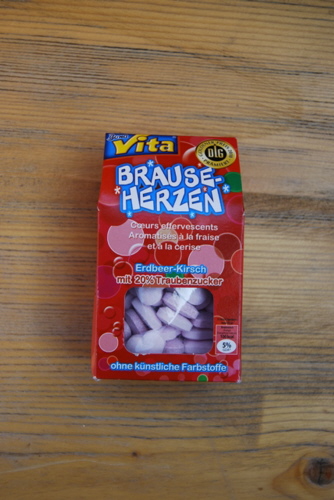 Vita
DLG
BRAUSE-
HERZEN
Cœurs effervescents
Aromatisés à la fraise
et à la cerise
Erdbeer-Kirsch
mit 20% Traubenzucker
5%
ohne künstliche Farbstoffe